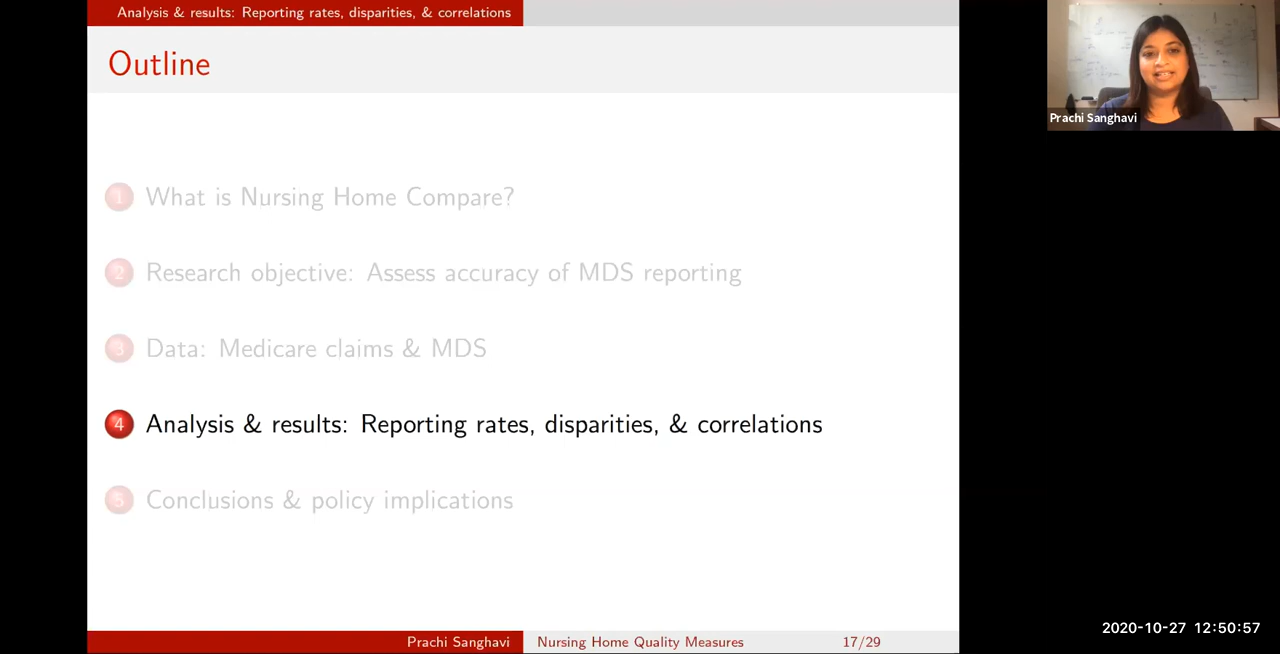 Analysis & results: Reporting rates, disparities, & correlations
Outline
1 What is Nursing Home Compare?
2 Research objective: Assess accuracy of MDS reporting
3 Data: Medicare claims & MDS
4 Analysis & results: Reporting rates, disparities, & correlations
5 Conclusions & policy implications
Prachi Sanghavi Nursing Home Quality Measures 17/29
Prachi Sanghavi
2020-10-27 12:50:57